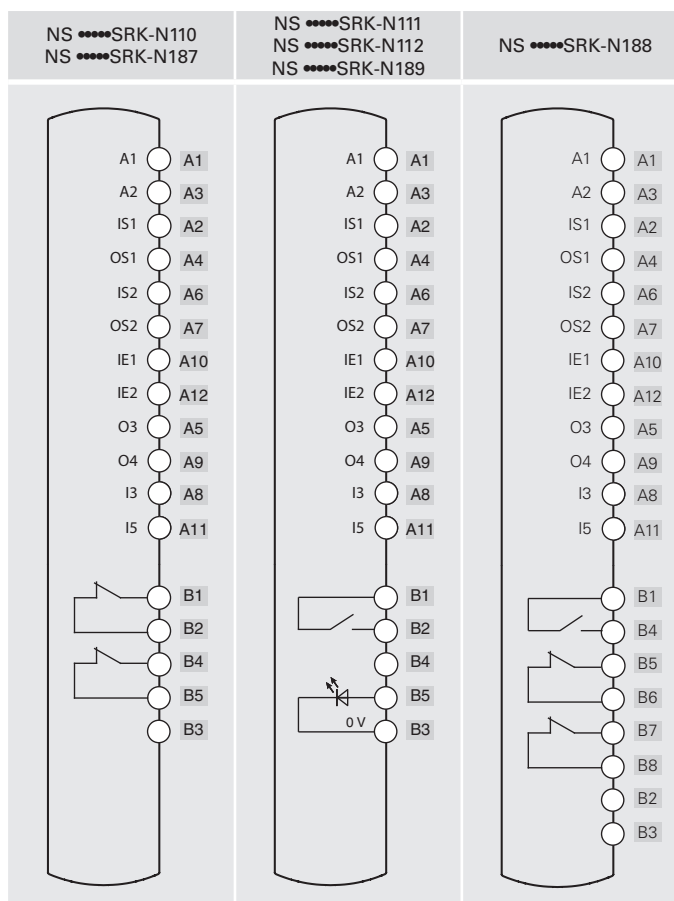 NS •••••SRK-N110
NS •••••SRK-N187
A1 A1
A2 A3
IS1 A2
OS1 A4
IS2 A6
OS2 A7
IE1 A10
IE2 A12
O3 A5
O4 A9
I3 A8
I5 A11
B1
B2
B4
B5
B3
NS •••••SRK-N111
NS •••••SRK-N112
NS •••••SRK-N189
A1 A1
A2 A3
IS1 A2
OS1 A4
IS2 A6
OS2 A7
IE1 A10
IE2 A12
O3 A5
O4 A9
I3 A8
I5 A11
B1
B2
B4
B5
0 V B3
NS •••••SRK-N188
A1 A1
A2 A3
IS1 A2
OS1 A4
IS2 A6
OS2 A7
IE1 A10
IE2 A12
O3 A5
O4 A9
I3 A8
I5 A11
B1
B4
B5
B6
B7
B8
B2
B3